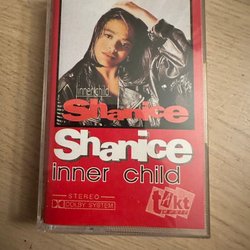 inner child
Shanice
Shanice
inner child
STEREO
DOLBY SYSTEM
takt